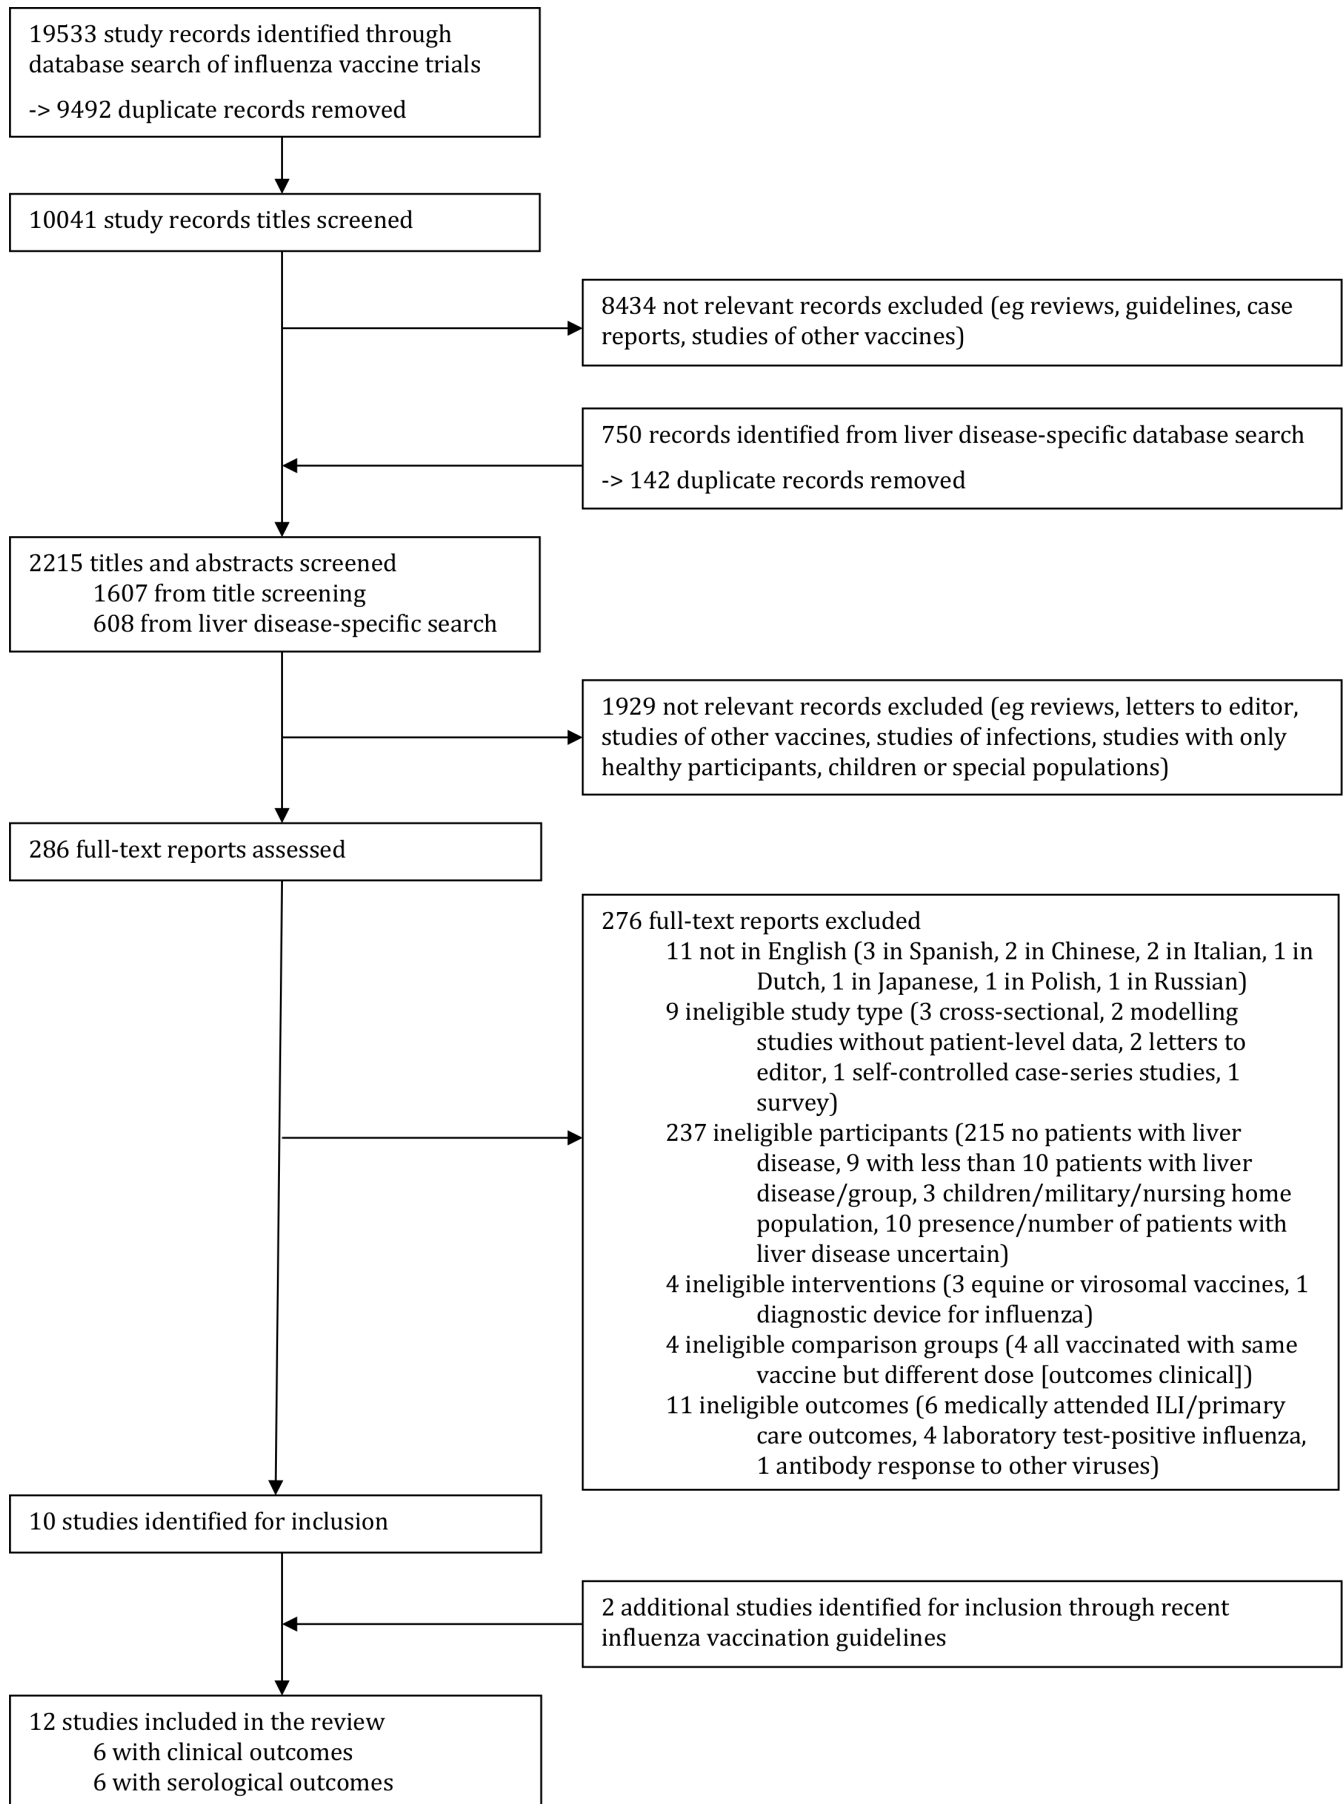 19533 study records identified through
database search of influenza vaccine trials
-> 9492 duplicate records removed
10041 study records titles screened
8434 not relevant records excluded (eg reviews, guidelines, case
reports, studies of other vaccines)
750 records identified from liver disease-specific database search
-> 142 duplicate records removed
2215 titles and abstracts screened
1607 from title screening
608 from liver disease-specific search
1929 not relevant records excluded (eg reviews, letters to editor,
studies of other vaccines, studies of infections, studies with only
healthy participants, children or special populations)
286 full-text reports assessed
276 full-text reports excluded
11 not in English (3 in Spanish, 2 in Chinese, 2 in Italian, 1 in
Dutch, 1 in Japanese, 1 in Polish, 1 in Russian)
9 ineligible study type (3 cross-sectional, 2 modelling
studies without patient-level data, 2 letters to
editor, 1 self-controlled case-series studies, 1
survey)
237 ineligible participants (215 no patients with liver
disease, 9 with less than 10 patients with liver
disease/group, 3 children/military/nursing home
population, 10 presence/number of patients with
liver disease uncertain)
4 ineligible interventions (3 equine or virosomal vaccines, 1
diagnostic device for influenza)
4 ineligible comparison groups (4 all vaccinated with same
vaccine but different dose [outcomes clinical])
11 ineligible outcomes (6 medically attended ILI/primary
care outcomes, 4 laboratory test-positive influenza,
1 antibody response to other viruses)
10 studies identified for inclusion
2 additional studies identified for inclusion through recent
influenza vaccination guidelines
12 studies included in the review
6 with clinical outcomes
6 with serological outcomes